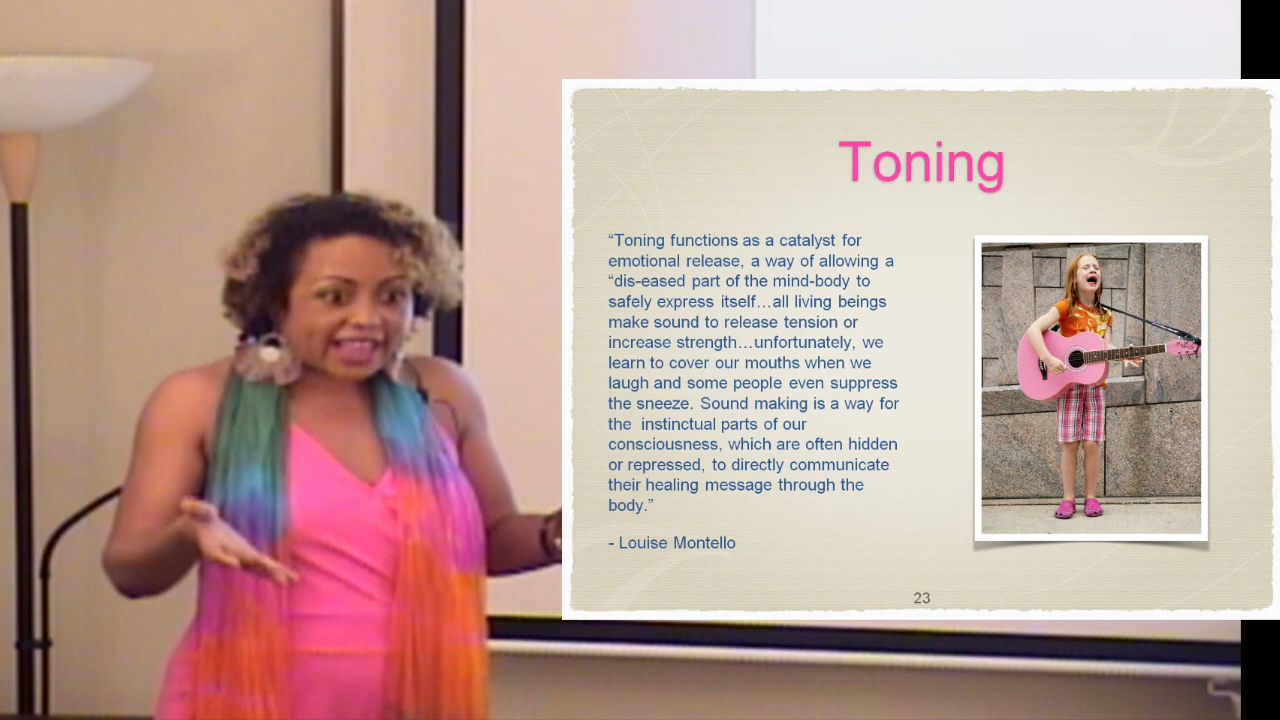 Toning
“Toning functions as a catalyst for
emotional release, a way of allowing a
“dis-eased part of the mind-body to
safely express itself…all living beings
make sound to release tension or
increase strength…unfortunately, we
learn to cover our mouths when we
laugh and some people even suppress
the sneeze. Sound making is a way for
the  instinctual parts of our
consciousness, which are often hidden
or repressed, to directly communicate
their healing message through the
body.”
- Louise Montello
23